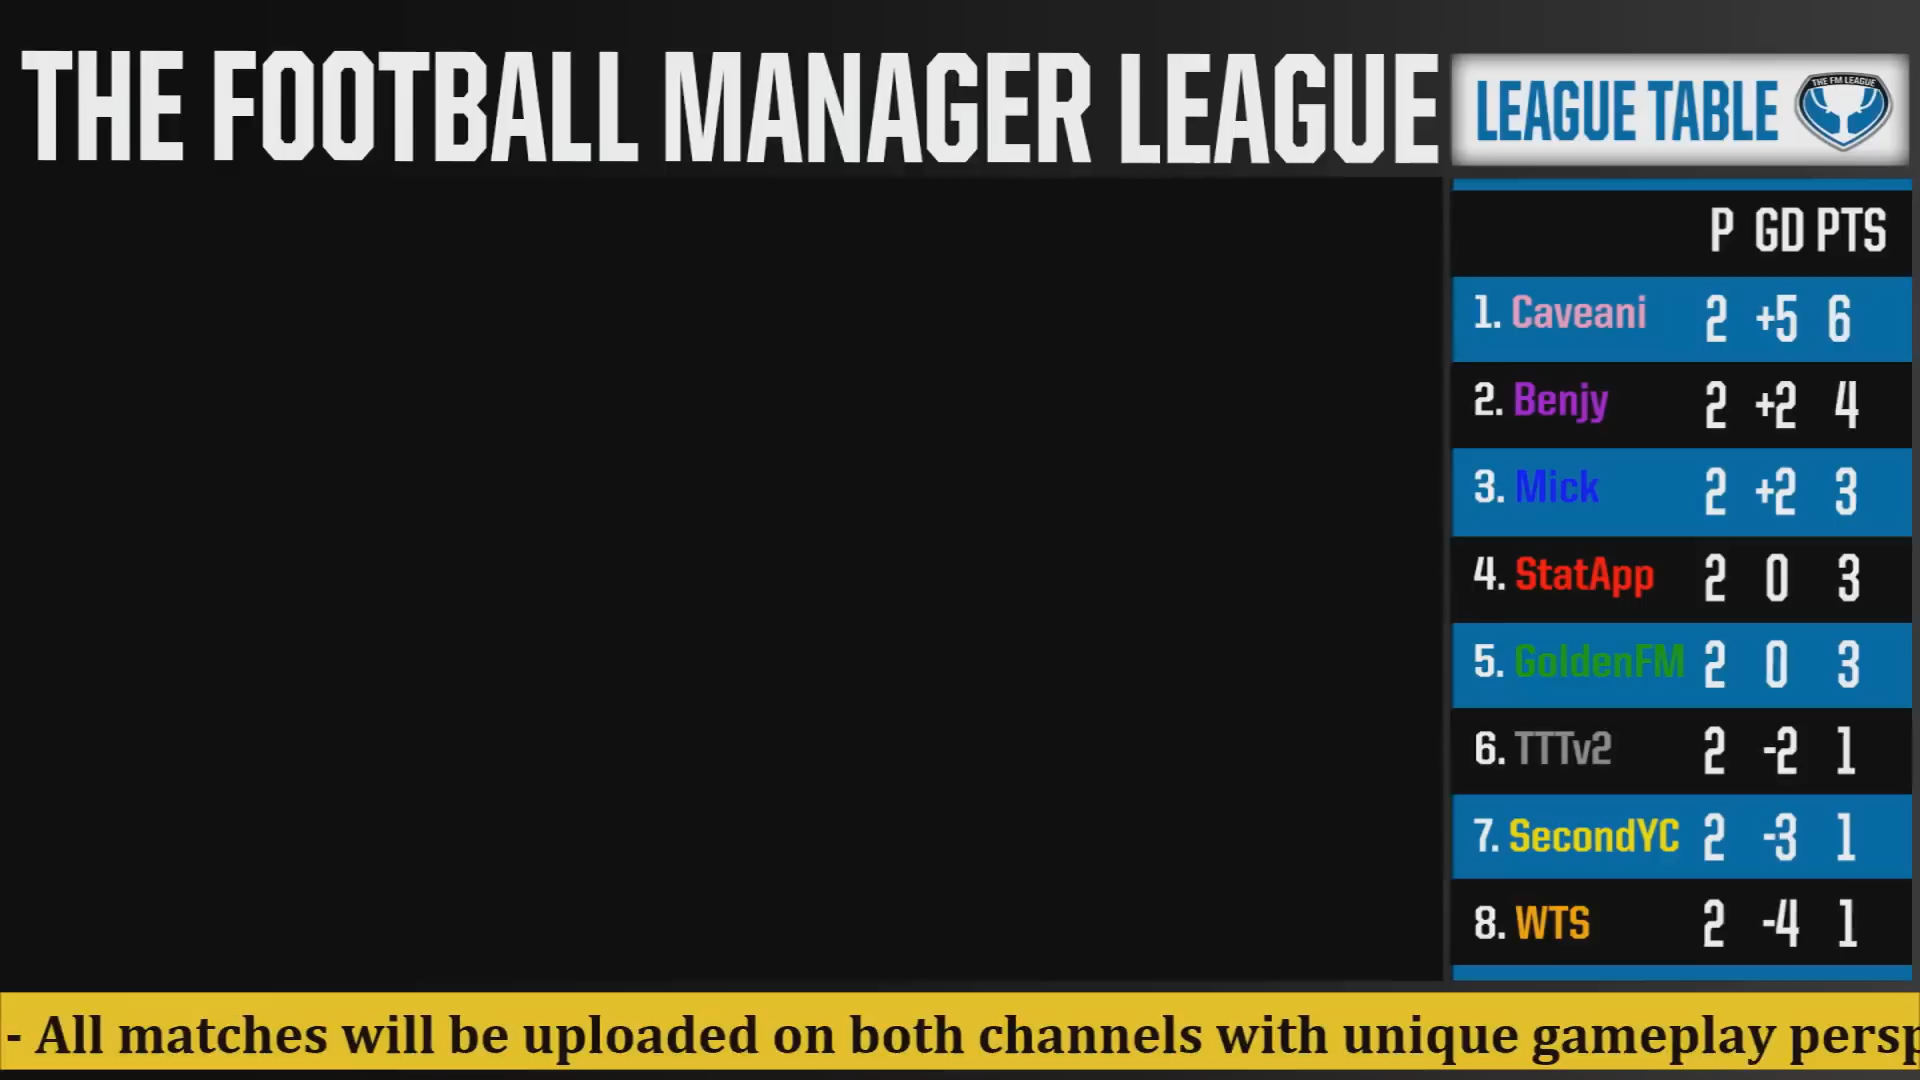 THE FOOTBALL MANAGER LEAGUE
LEAGUE TABLE
THE FM LEAGUE
P GD PTS
1. Caveani 2 +5 6
2. Benjy 2 +2 4
3. Mick 2 +2 3
4. StatApp 2 0 3
5. GoldenFM 2 0 3
6. TTTv2 2 -2 1
7. SecondYC 2 -3 1
8. WTS 2 -4 1
- All matches will be uploaded on both channels with unique gameplay persp